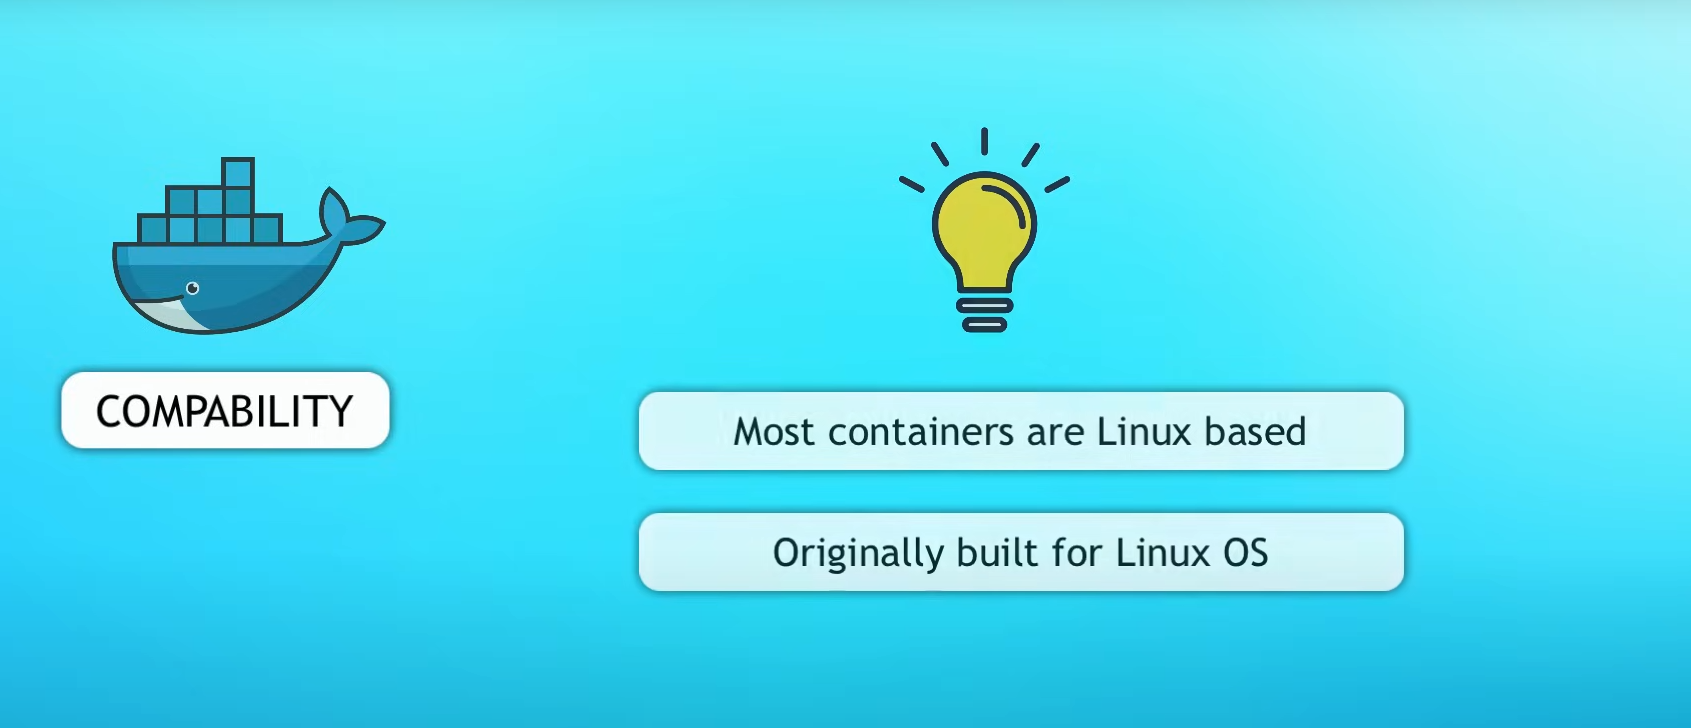 COMPABILITY
Most containers are Linux based
Originally built for Linux OS